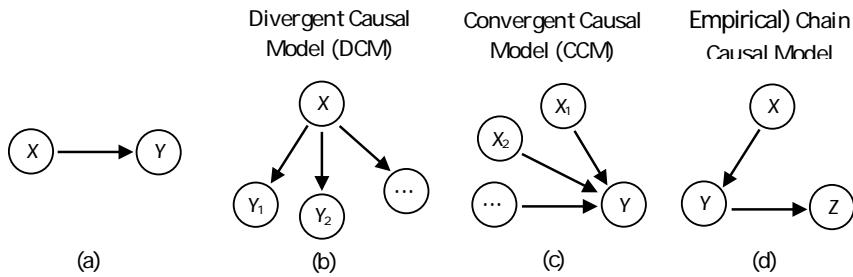 Divergent Causal
Model (DCM)
Convergent Causal
Model (CCM)
Empirical) Chain
Causal Model
X
Y
(a)
X
Y1
Y2
...
(b)
X1
X2
...
Y
(c)
X
Y
Z
(d)